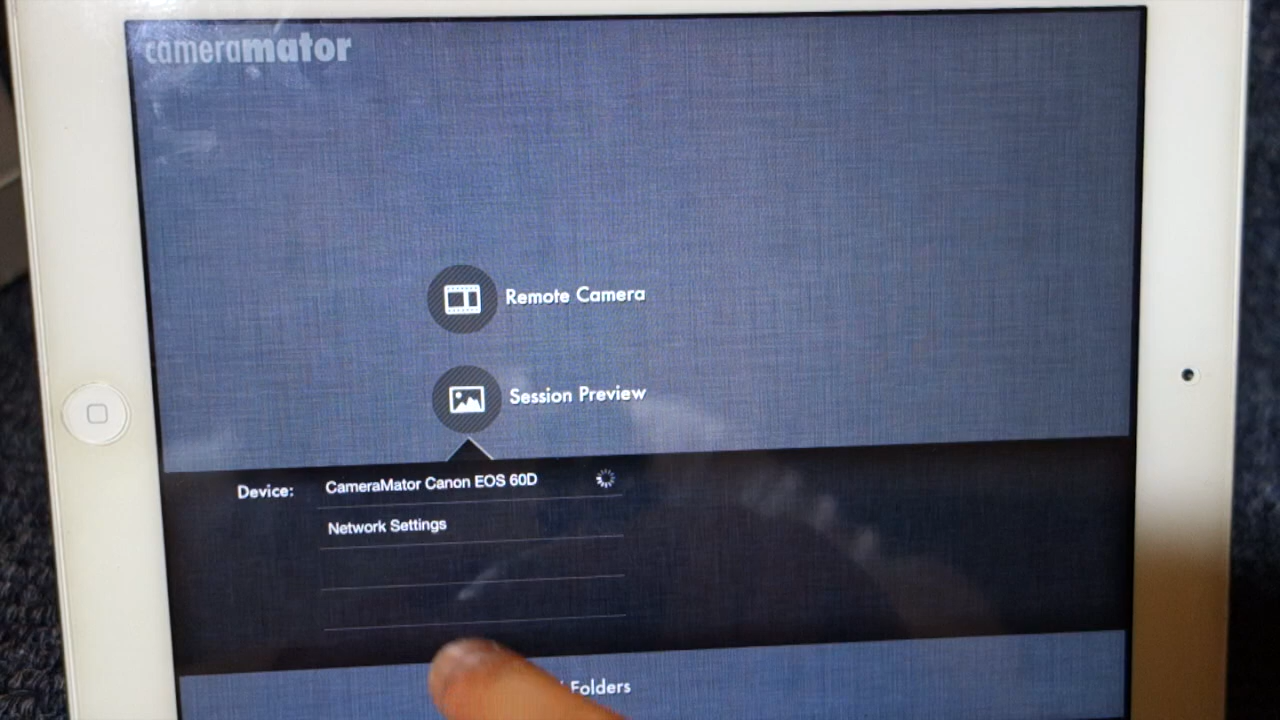 cameramator
Remote Camera
Session Preview
Device: CameraMator Canon EOS 60D
Network Settings
Folders